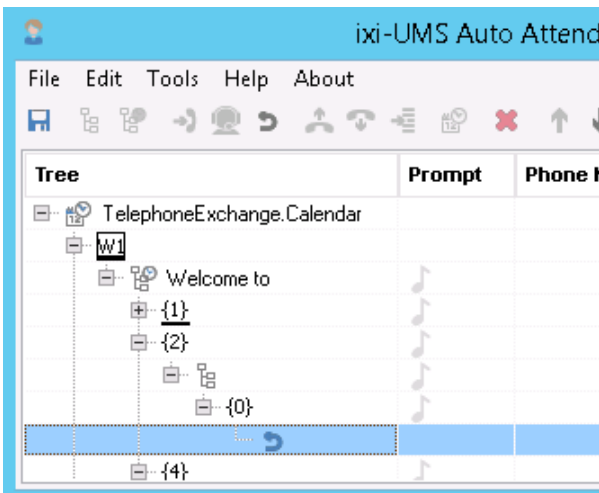 ixi-UMS Auto Attend
File Edit Tools Help About
Tree Prompt Phone
TelephoneExchange.Calendar
W1
Welcome to
{1}
{2}
{0}
{4}